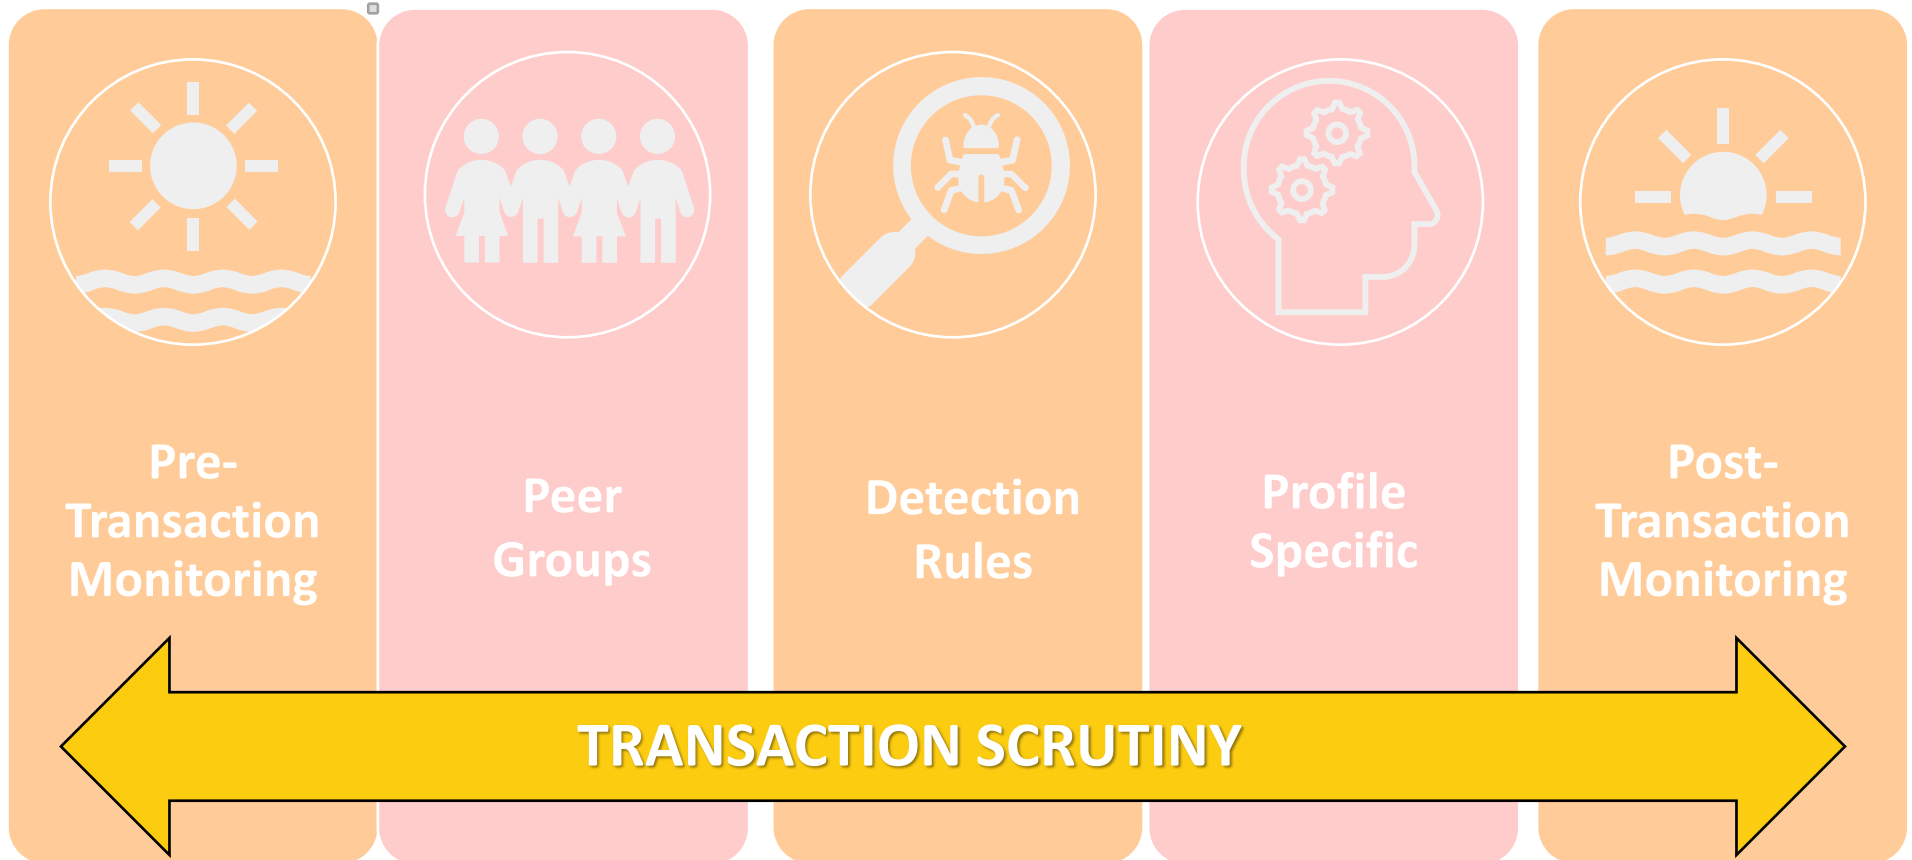 Pre-
Transaction
Monitoring
Peer
Groups
Detection
Rules
Profile
Specific
Post-
Transaction
Monitoring
TRANSACTION SCRUTINY